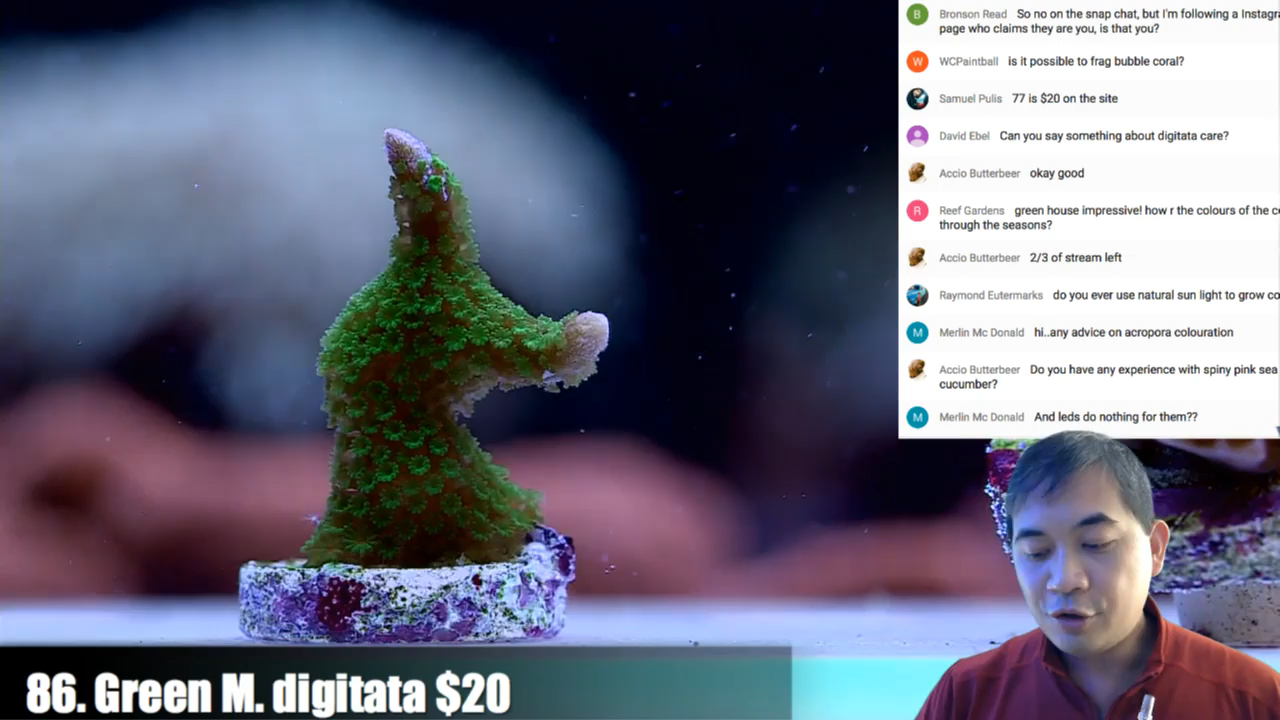 B Bronson Read So no on the snap chat, but I'm following a Instagr
page who claims they are you, is that you?
W WCPaintball is it possible to frag bubble coral?
Samuel Pulis 77 is $20 on the site
David Ebel Can you say something about digitata care?
Accio Butterbeer okay good
R Reef Gardens green house impressive! how r the colours of the c
through the seasons?
Accio Butterbeer 2/3 of stream left
Raymond Eutermarks do you ever use natural sun light to grow co
M Merlin Mc Donald hi..any advice on acropora colouration
Accio Butterbeer Do you have any experience with spiny pink sea
cucumber?
M Merlin Mc Donald And leds do nothing for them??
86. Green M. digitata $20